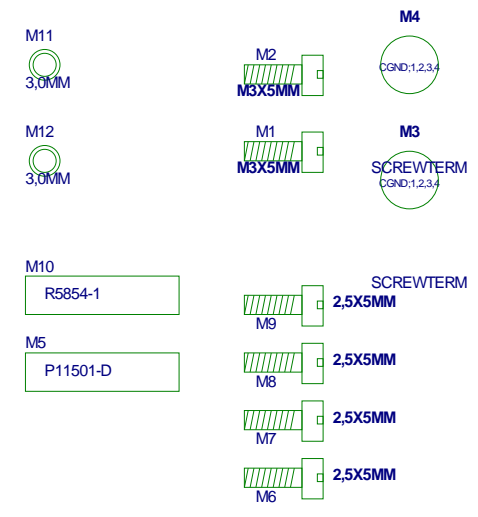 M11
3,0MM
M2
M3X5MM
M4
CGND;1,2,3,4
M12
3,0MM
M1
M3X5MM
M3
SCREWTERM
CGND;1,2,3,4
M10
R5854-1
SCREWTERM
2,5X5MM
M9
M5
P11501-D
2,5X5MM
M8
2,5X5MM
M7
2,5X5MM
M6